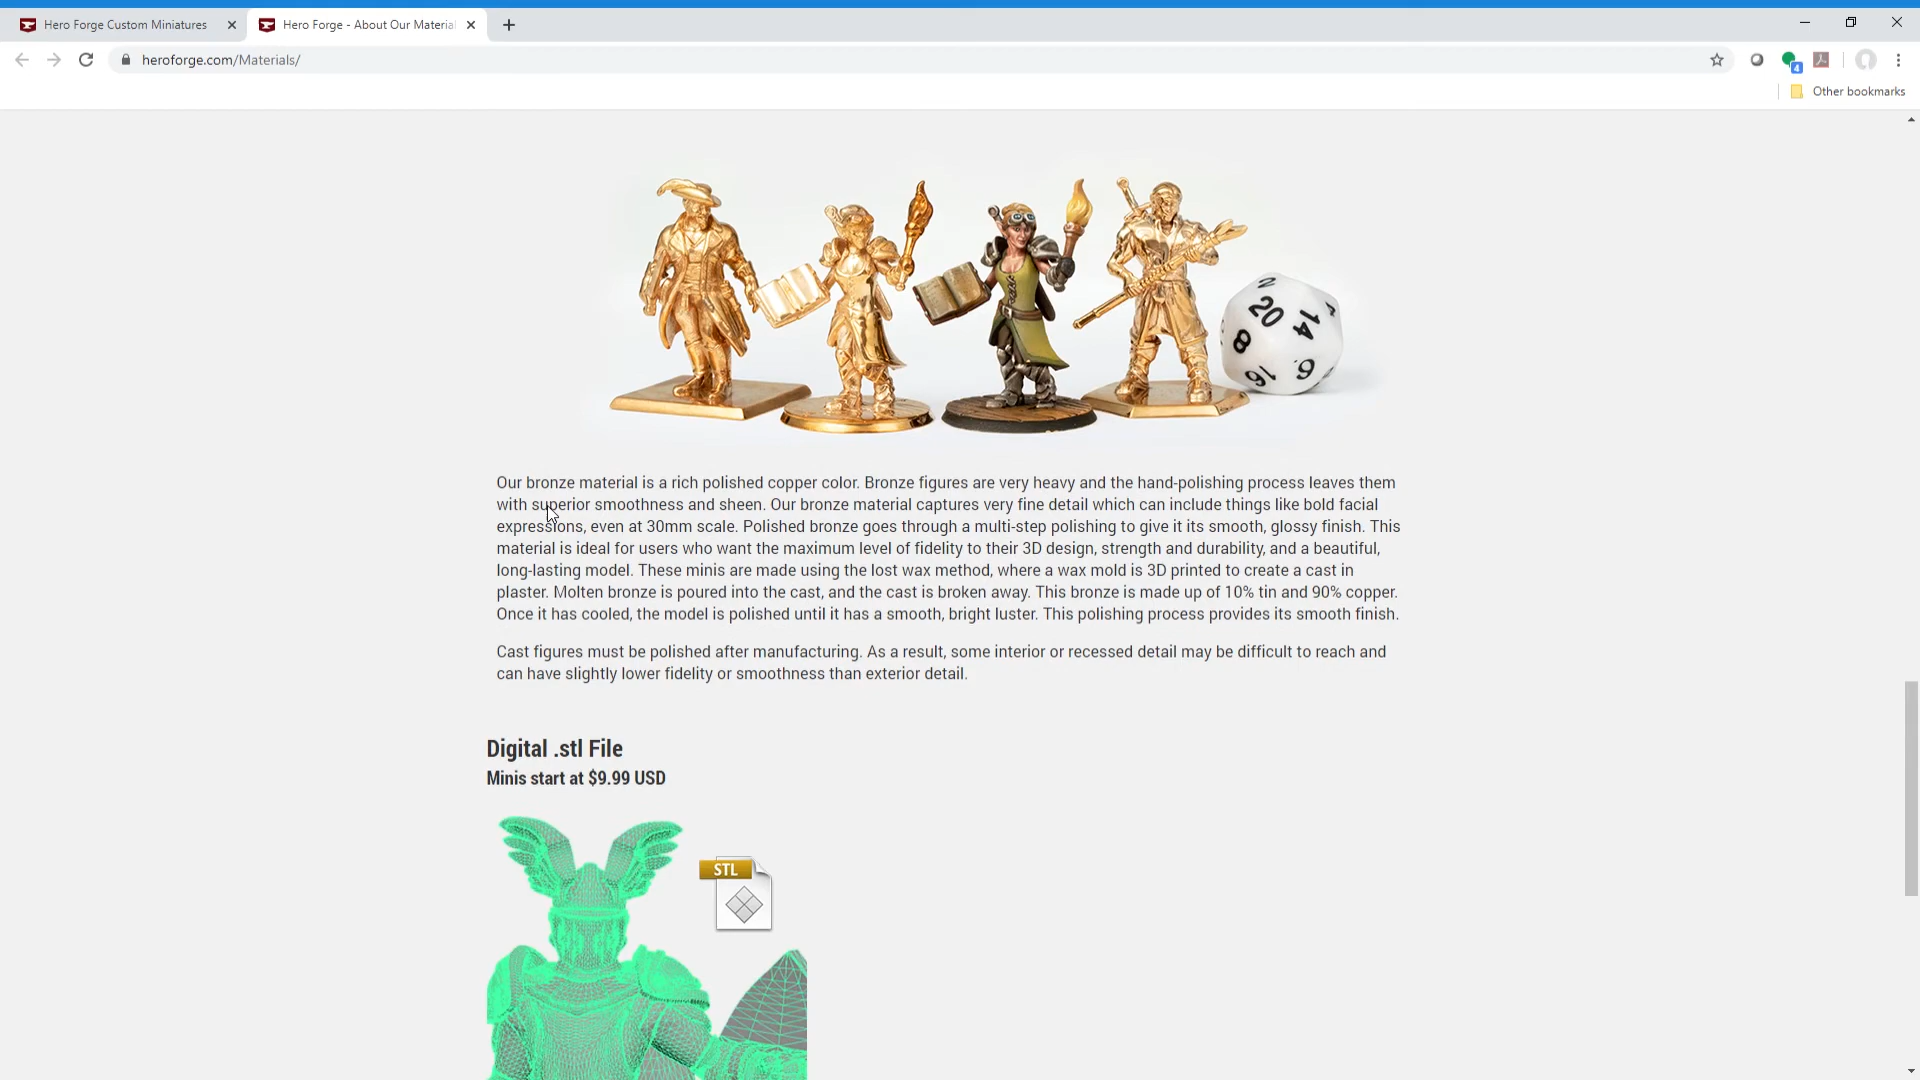 Hero Forge Custom Miniatures
Hero Forge - About Our Materia
heroforge.com/Materials/
4
Other bookmarks
2
20
14
8
16
6
Our bronze material is a rich polished copper color. Bronze figures are very heavy and the hand-polishing process leaves them
with superior smoothness and sheen. Our bronze material captures very fine detail which can include things like bold facial
expressions, even at 30mm scale. Polished bronze goes through a multi-step polishing to give it its smooth, glossy finish. This
material is ideal for users who want the maximum level of fidelity to their 3D design, strength and durability, and a beautiful,
long-lasting model. These minis are made using the lost wax method, where a wax mold is 3D printed to create a cast in
plaster. Molten bronze is poured into the cast, and the cast is broken away. This bronze is made up of 10% tin and 90% copper.
Once it has cooled, the model is polished until it has a smooth, bright luster. This polishing process provides its smooth finish.
Cast figures must be polished after manufacturing. As a result, some interior or recessed detail may be difficult to reach and
can have slightly lower fidelity or smoothness than exterior detail.
Digital .stl File
Minis start at $9.99 USD
STL